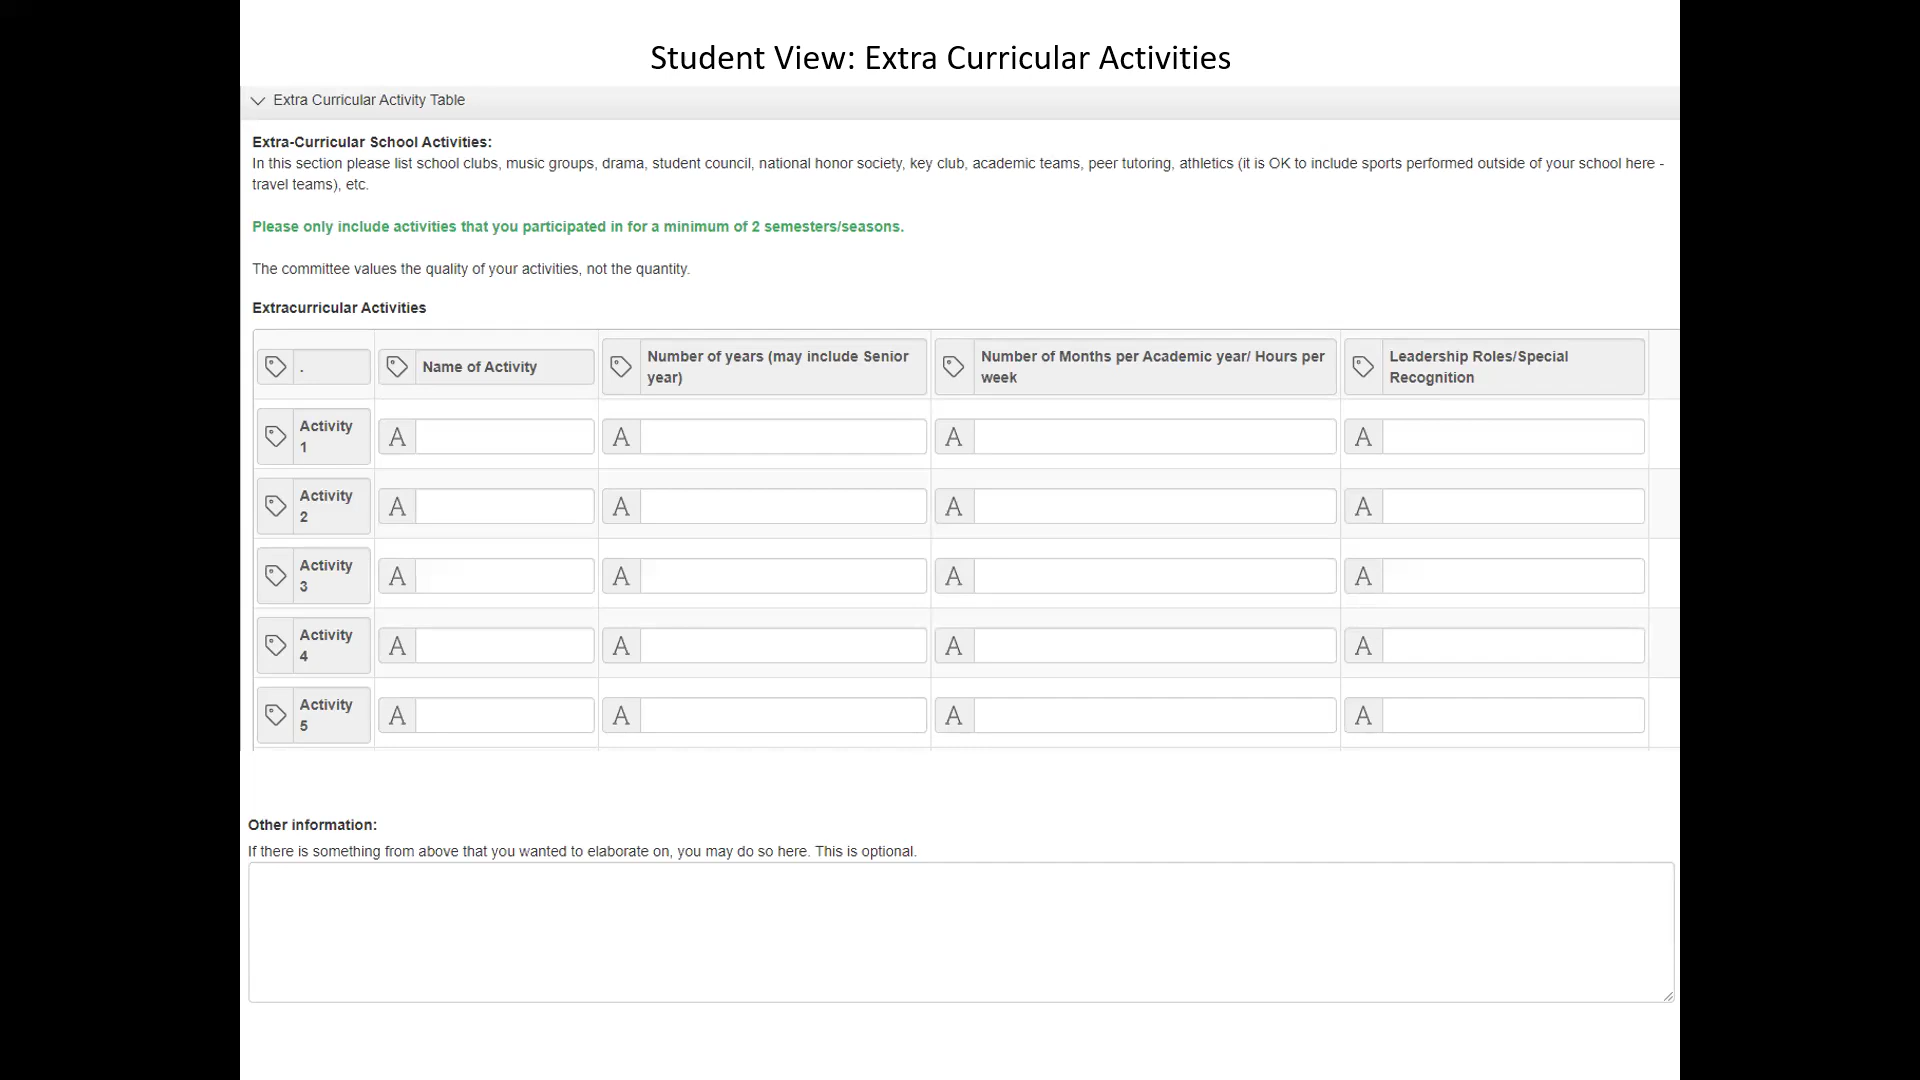 Student View: Extra Curricular Activities
Extra Curricular Activity Table
Extra-Curricular School Activities:
In this section please list school clubs, music groups, drama, student council, national honor society, key club, academic teams, peer tutoring, athletics (it is OK to include sports performed outside of your school here -
travel teams), etc.
Please only include activities that you participated in for a minimum of 2 semesters/seasons.
The committee values the quality of your activities, not the quantity.
Extracurricular Activities
. Name of Activity Number of years (may include Senior year) Number of Months per Academic year/ Hours per week Leadership Roles/Special Recognition
Activity 1 A A A A
Activity 2 A A A A
Activity 3 A A A A
Activity 4 A A A A
Activity 5 A A A A
Other information:
If there is something from above that you wanted to elaborate on, you may do so here. This is optional.